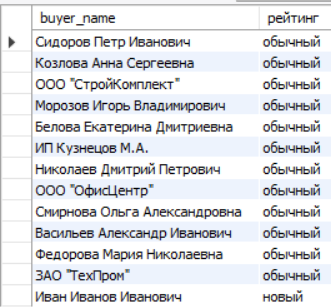 buyer_name рейтинг
Сидоров Петр Иванович обычный
Козлова Анна Сергеевна обычный
ООО "СтройКомплект" обычный
Морозов Игорь Владимирович обычный
Белова Екатерина Дмитриевна обычный
ИП Кузнецов М.А. обычный
Николаев Дмитрий Петрович обычный
ООО "ОфисЦентр" обычный
Смирнова Ольга Александровна обычный
Васильев Александр Иванович обычный
Федорова Мария Николаевна обычный
ЗАО "ТехПром" обычный
Иван Иванов Иванович новый